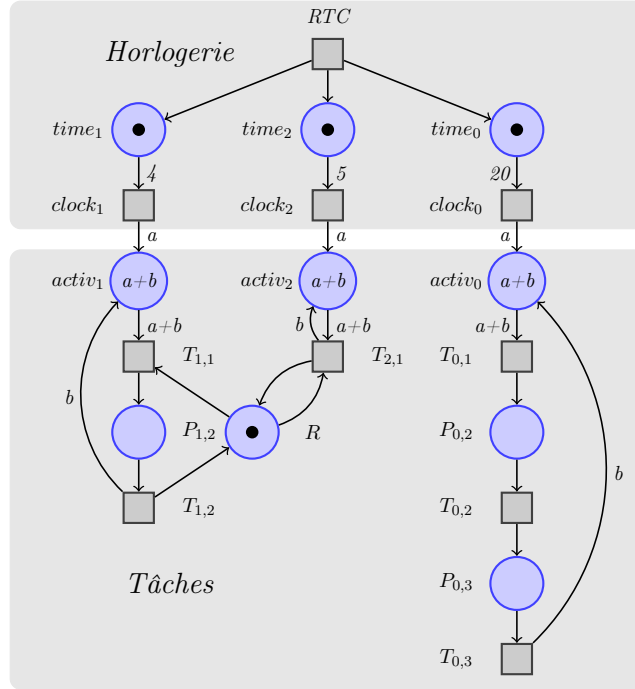 RTC
Horlogerie
time₁ time₂ time₀
4 5 20
clock₁ clock₂ clock₀
a a a
activ₁ a+b activ₂ a+b activ₀ a+b
a+b b a+b a+b
T₁,₁ T₂,₁ T₀,₁
b
P₁,₂ R P₀,₂
b
T₁,₂ T₀,₂
Tâches P₀,₃
T₀,₃